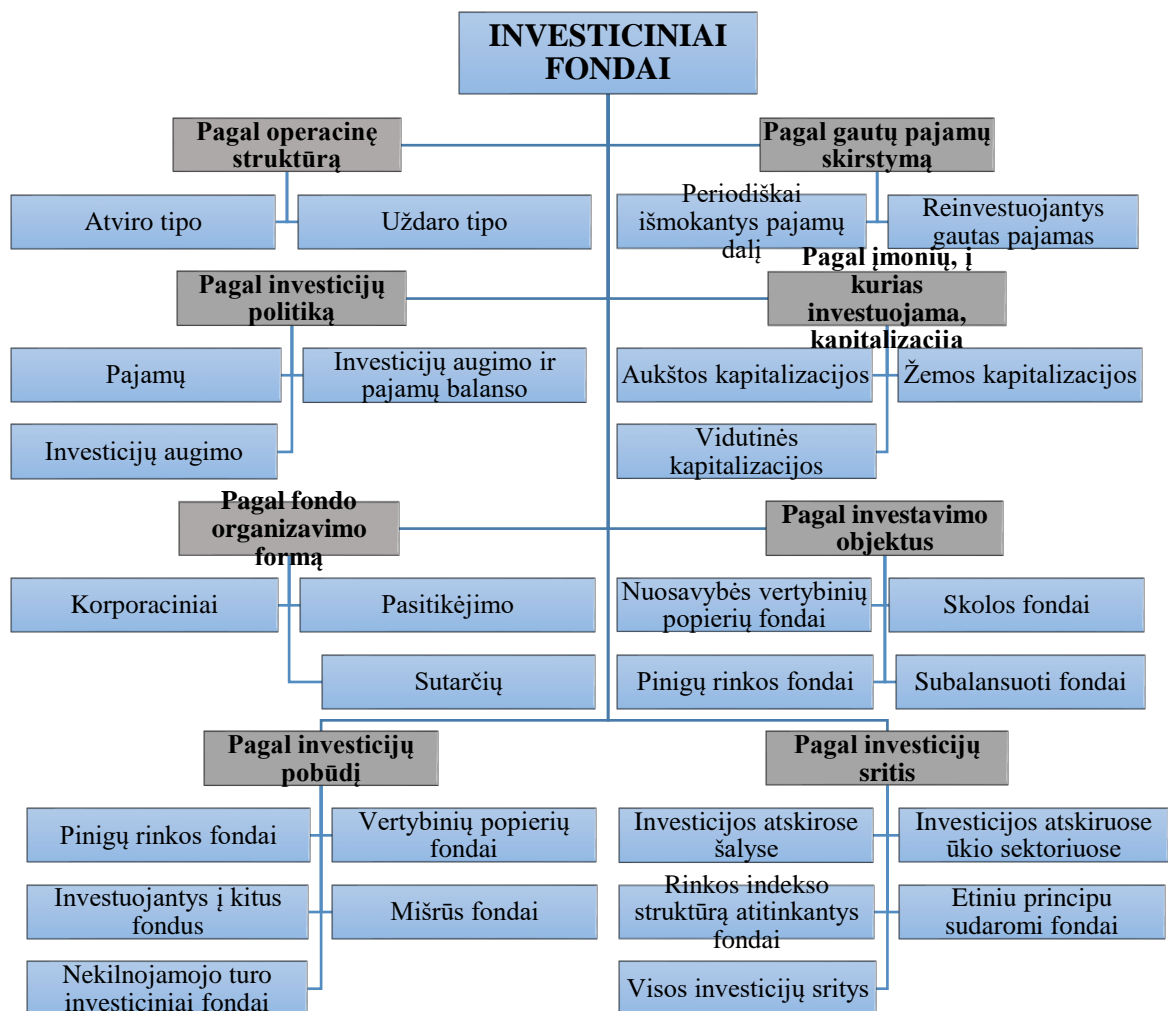 INVESTICINIAI
FONDAI
Pagal operacinę
struktūrą
Pagal gautų pajamų
skirstymą
Atviro tipo
Uždaro tipo
Periodiškai
išmokantys pajamų
dalį
Reinvestuojantys
gautas pajamas
Pagal investicijų
politiką
Pagal įmonių, į
kurias
investuojama,
kapitalizaciją
Pajamų
Investicijų augimo ir
pajamų balanso
Investicijų augimo
Aukštos kapitalizacijos
Žemos kapitalizacijos
Vidutinės
kapitalizacijos
Pagal fondo
organizavimo
formą
Pagal investavimo
objektus
Korporaciniai
Pasitikėjimo
Sutarčių
Nuosavybės vertybinių
popierių fondai
Skolos fondai
Pinigų rinkos fondai
Subalansuoti fondai
Pagal investicijų
pobūdį
Pagal investicijų
sritis
Pinigų rinkos fondai
Vertybinių popierių
fondai
Investuojantys į kitus
fondus
Mišrūs fondai
Nekilnojamojo turo
investiciniai fondai
Investicijos atskirose
šalyse
Investicijos atskiruose
ūkio sektoriuose
Rinkos indekso
struktūrą atitinkantys
fondai
Etiniu principu
sudaromi fondai
Visos investicijų sritys